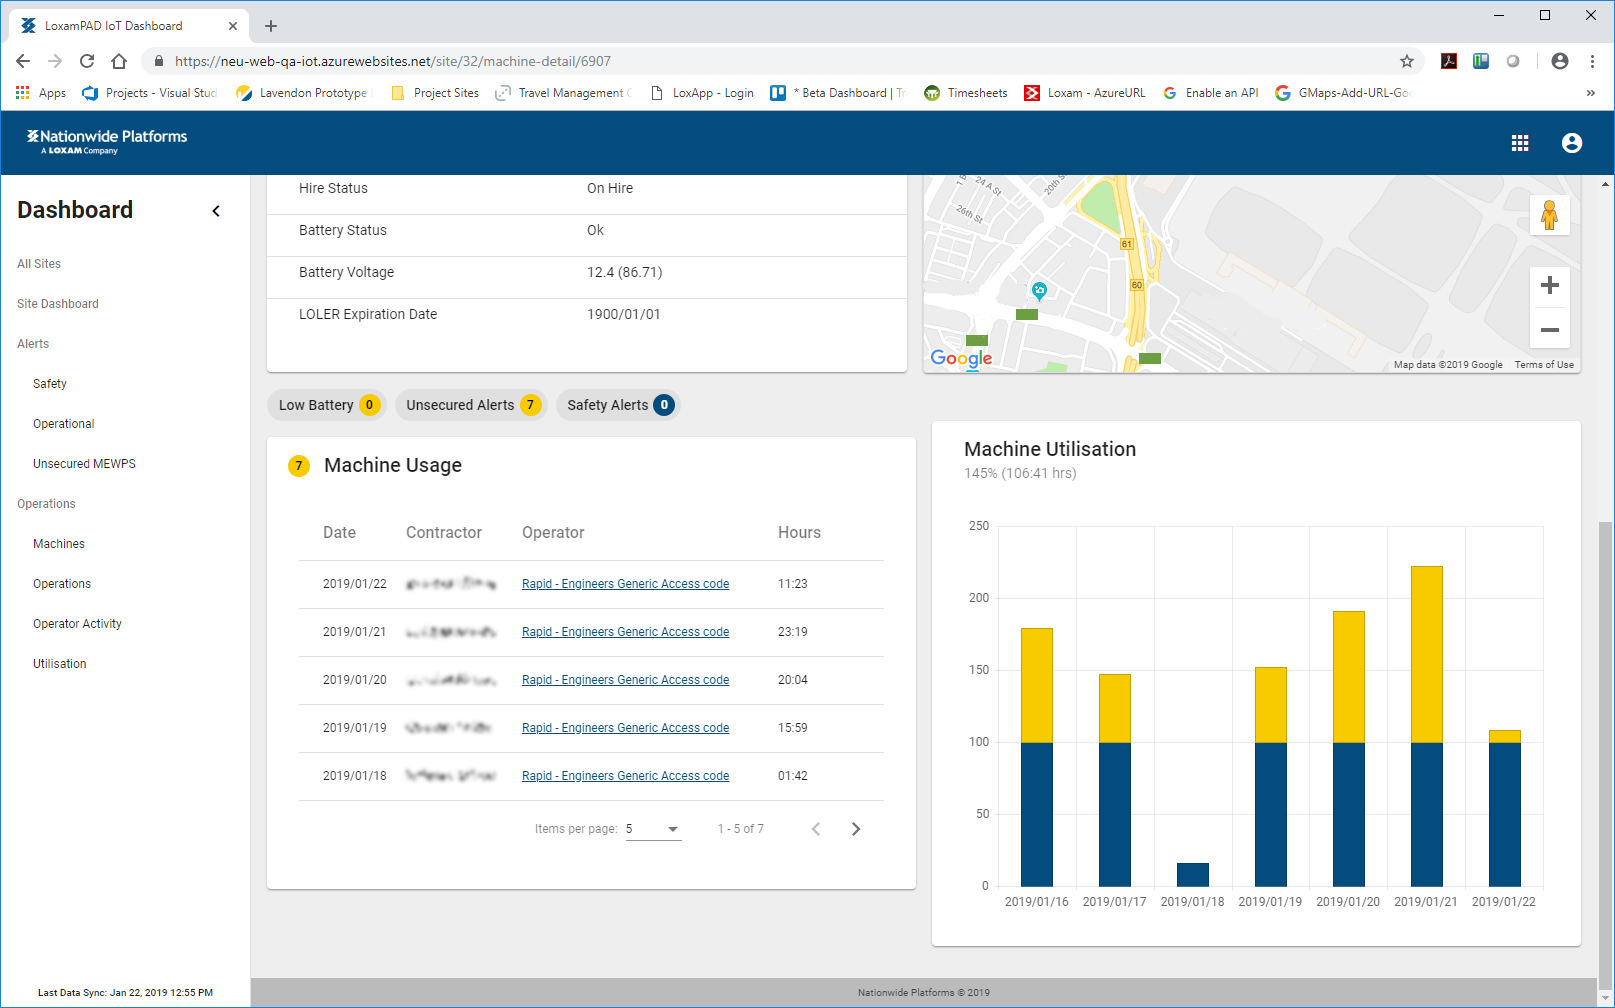 LoxamPAD IoT Dashboard
https://neu-web-qa-iot.azurewebsites.net/site/32/machine-detail/6907
Apps
Projects - Visual Stud
Lavendon Prototype
Project Sites
Travel Management
LoxApp - Login
* Beta Dashboard | Tr
Timesheets
Loxam - AzureURL
Enable an API
GMaps-Add-URL-Goo
»
Nationwide Platforms
A LOXAM Company
Dashboard
All Sites
Site Dashboard
Alerts
Safety
Operational
Unsecured MEWPS
Operations
Machines
Operations
Operator Activity
Utilisation
Last Data Sync: Jan 22, 2019 12:55 PM
Hire Status On Hire
Battery Status Ok
Battery Voltage 12.4 (86.71)
LOLER Expiration Date 1900/01/01
24 A St
20th St
26th St
61
60
Google
Map data ©2019 Google Terms of Use
Low Battery 0
Unsecured Alerts 7
Safety Alerts 0
7 Machine Usage
Date Contractor Operator Hours
2019/01/22 Rapid - Engineers Generic Access code 11:23
2019/01/21 Rapid - Engineers Generic Access code 23:19
2019/01/20 Rapid - Engineers Generic Access code 20:04
2019/01/19 Rapid - Engineers Generic Access code 15:59
2019/01/18 Rapid - Engineers Generic Access code 01:42
Items per page: 5 1 - 5 of 7
Machine Utilisation
145% (106:41 hrs)
250
200
150
100
50
0
2019/01/16 2019/01/17 2019/01/18 2019/01/19 2019/01/20 2019/01/21 2019/01/22
Nationwide Platforms © 2019